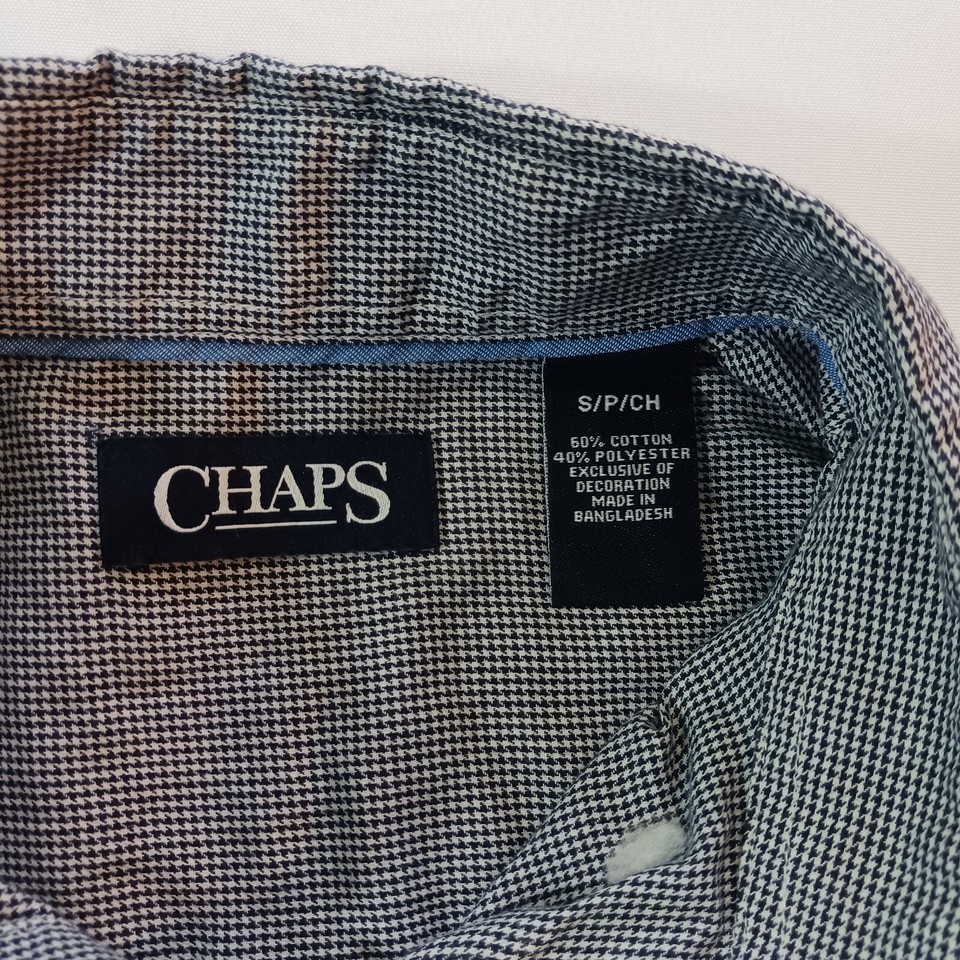 CHAPS
S/P/CH
60% COTTON
40% POLYESTER
EXCLUSIVE OF
DECORATION
MADE IN
BANGLADESH